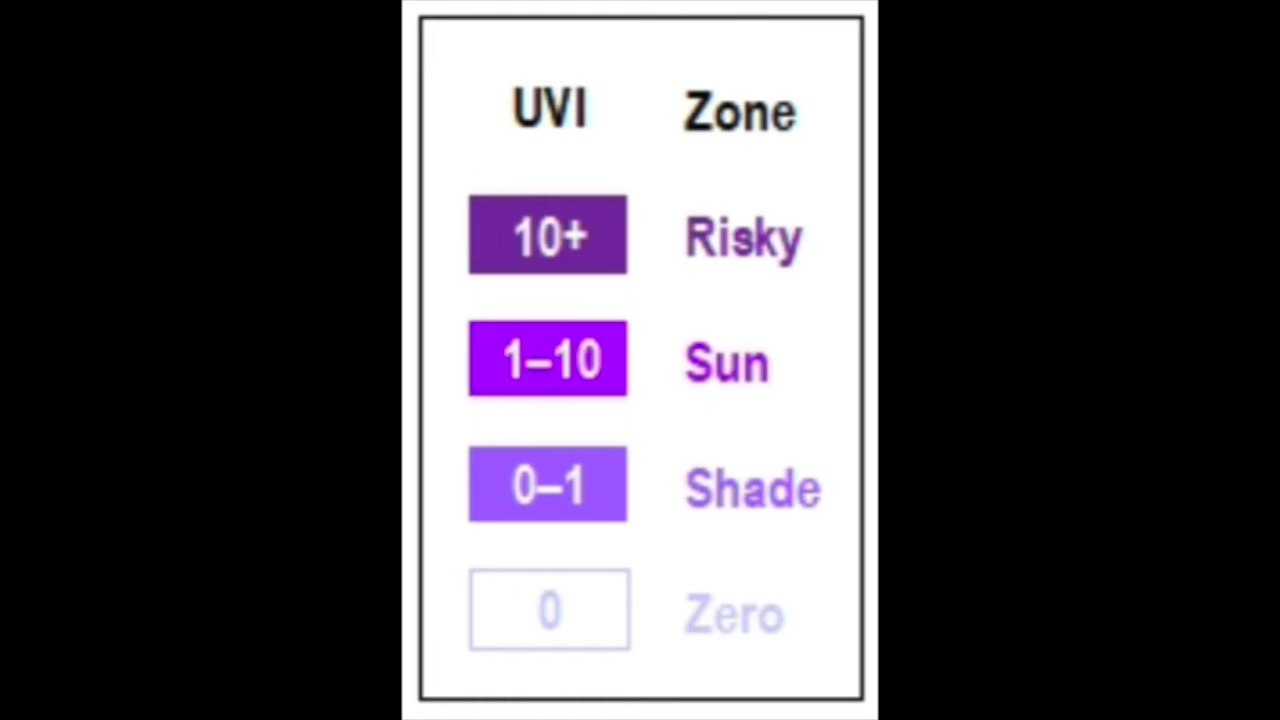 UVI Zone
10+ Risky
1–10 Sun
0–1 Shade
0 Zero